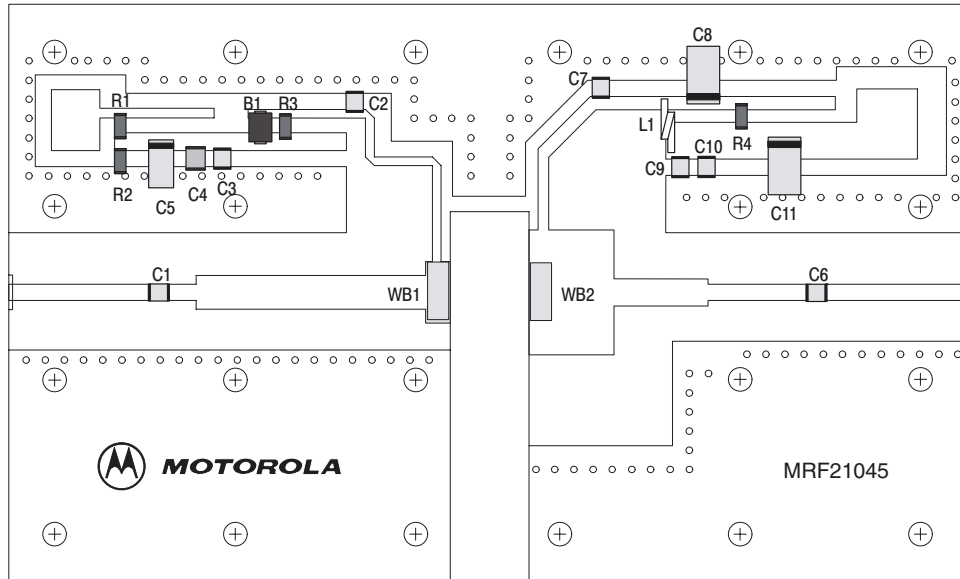 C8
C7
C2
R1
B1
R3
L1
R4
C10
C9
R2
C4
C3
C5
C11
C1
C6
WB1
WB2
MOTOROLA
MRF21045